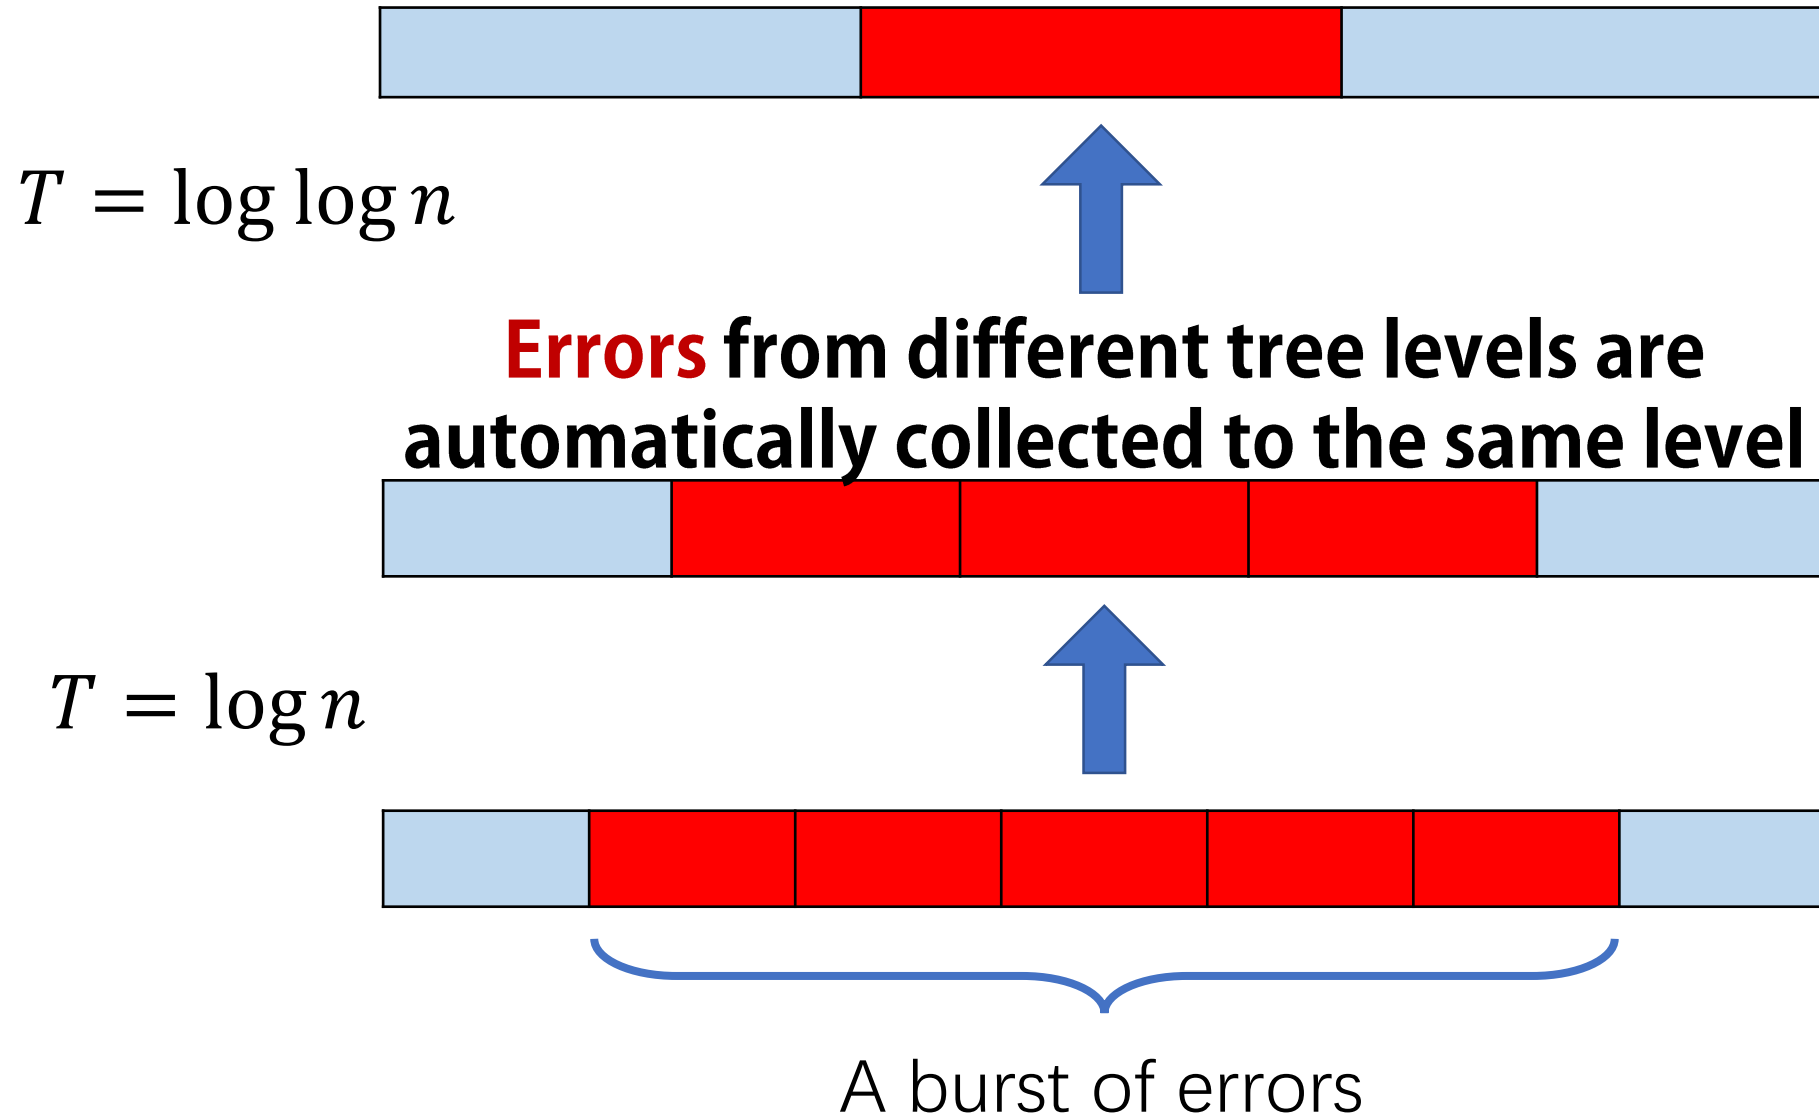 T = log log n
Errors from different tree levels are
automatically collected to the same level
T = log n
A burst of errors